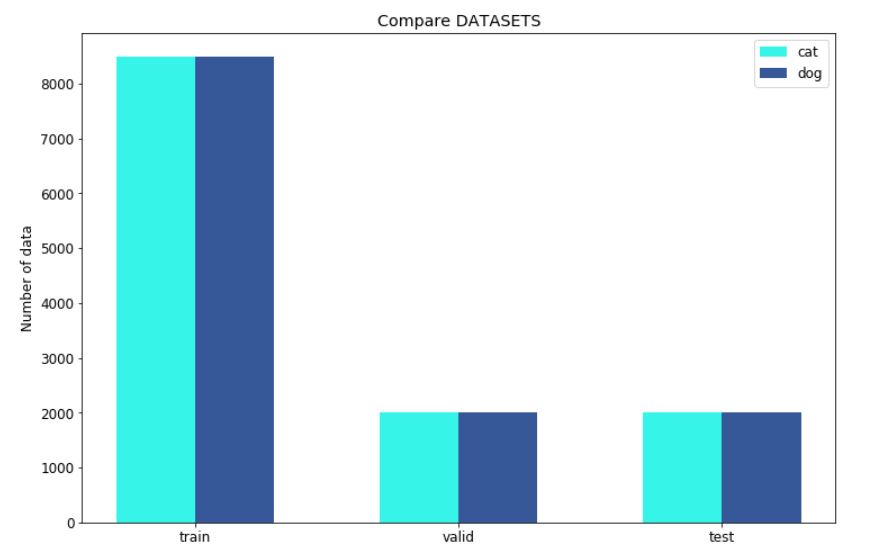 Compare DATASETS
cat
dog
Number of data
8000
7000
6000
5000
4000
3000
2000
1000
0
train valid test